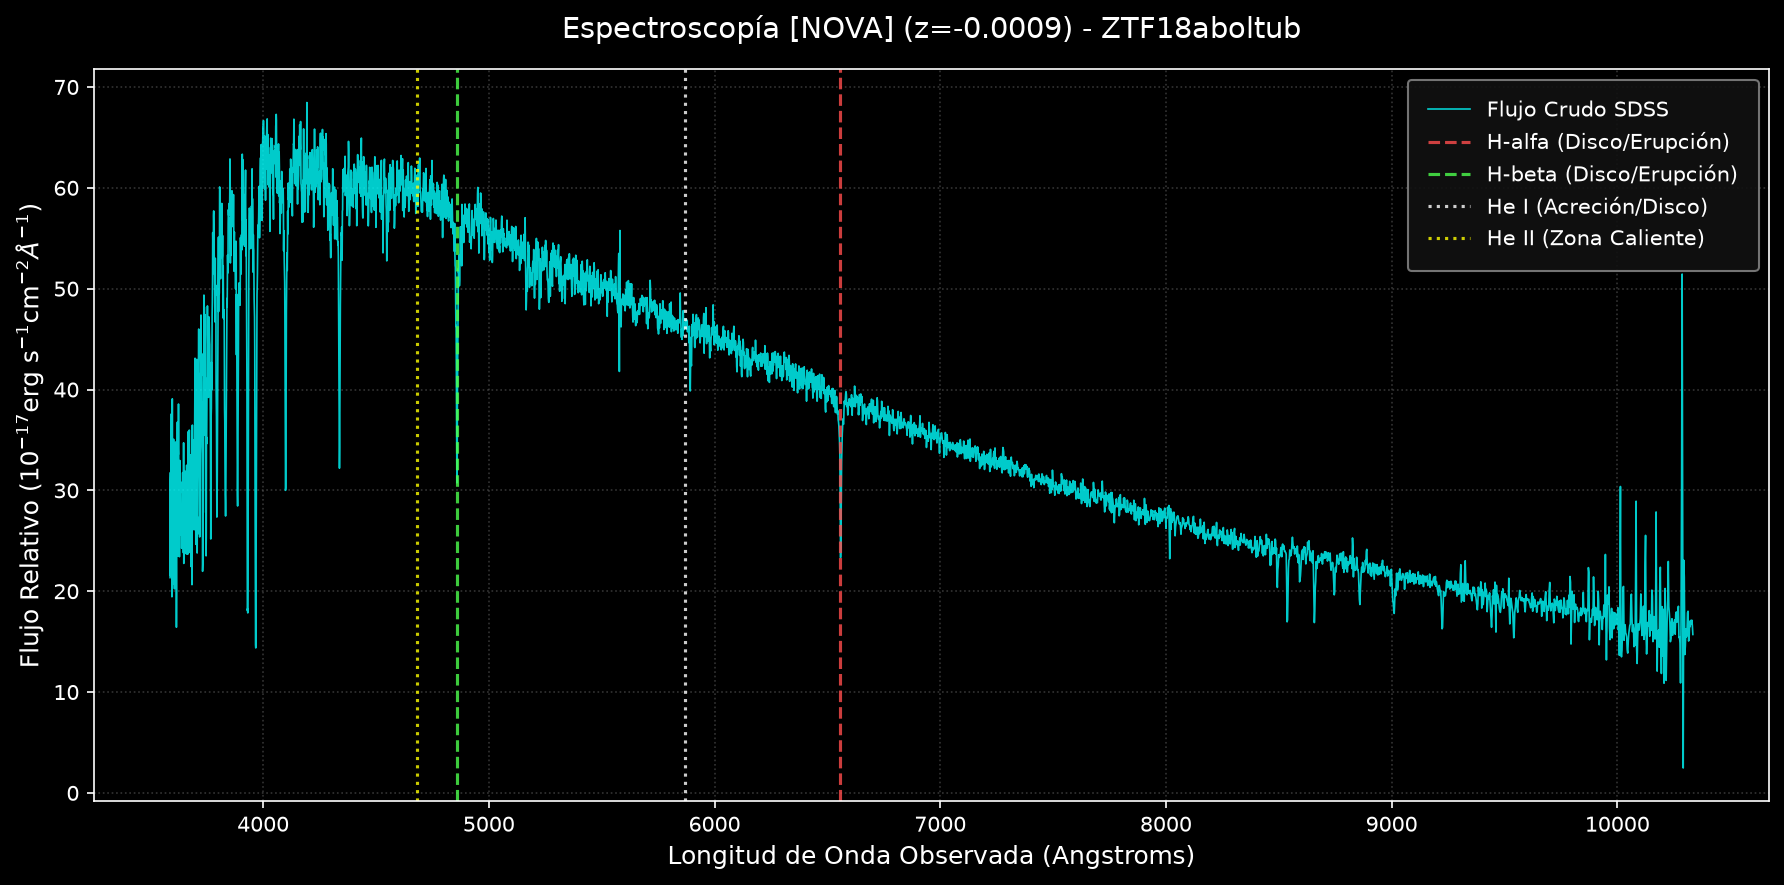 Espectroscopía [NOVA] (z=-0.0009) - ZTF18aboltub
Flujo Relativo (10⁻¹⁷erg s⁻¹cm⁻²Å⁻¹)
70
60
50
40
30
20
10
0
Flujo Crudo SDSS
H-alfa (Disco/Erupción)
H-beta (Disco/Erupción)
He I (Acreción/Disco)
He II (Zona Caliente)
4000 5000 6000 7000 8000 9000 10000
Longitud de Onda Observada (Angstroms)